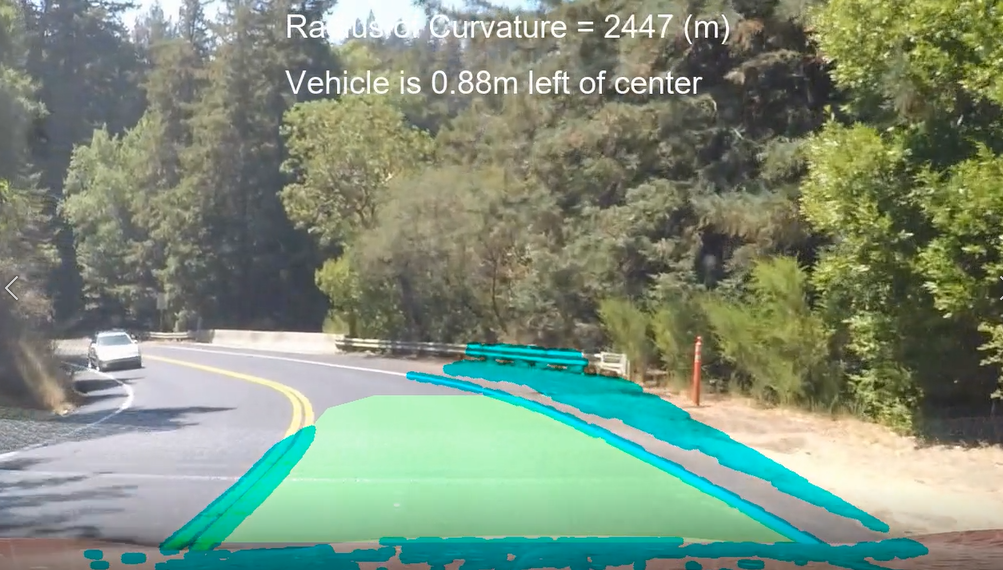 Radius of Curvature = 2447 (m)
Vehicle is 0.88m left of center